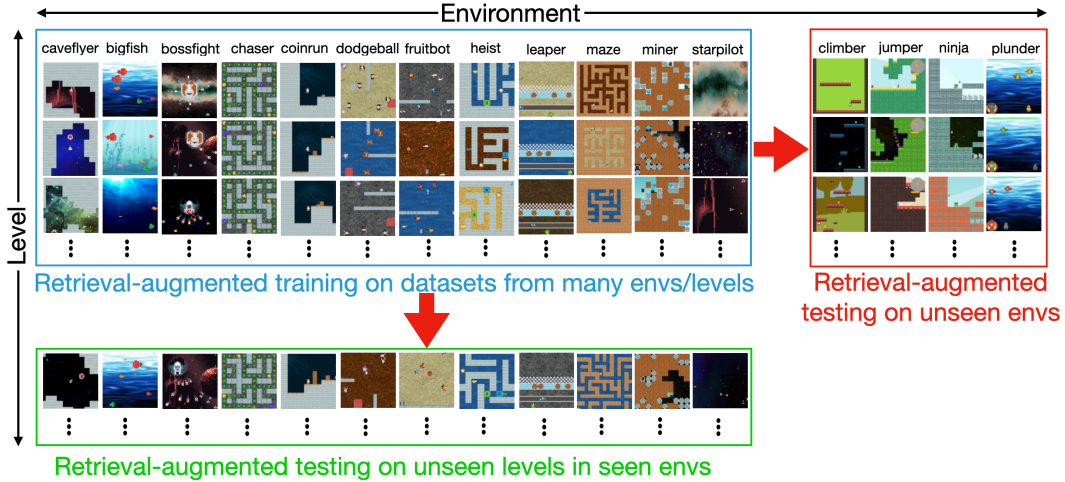 Environment
caveflyer bigfish bossfight chaser coinrun dodgeball fruitbot heist leaper maze miner starpilot
climber jumper ninja plunder
Level
Retrieval-augmented training on datasets from many envs/levels
Retrieval-augmented
testing on unseen envs
Retrieval-augmented testing on unseen levels in seen envs